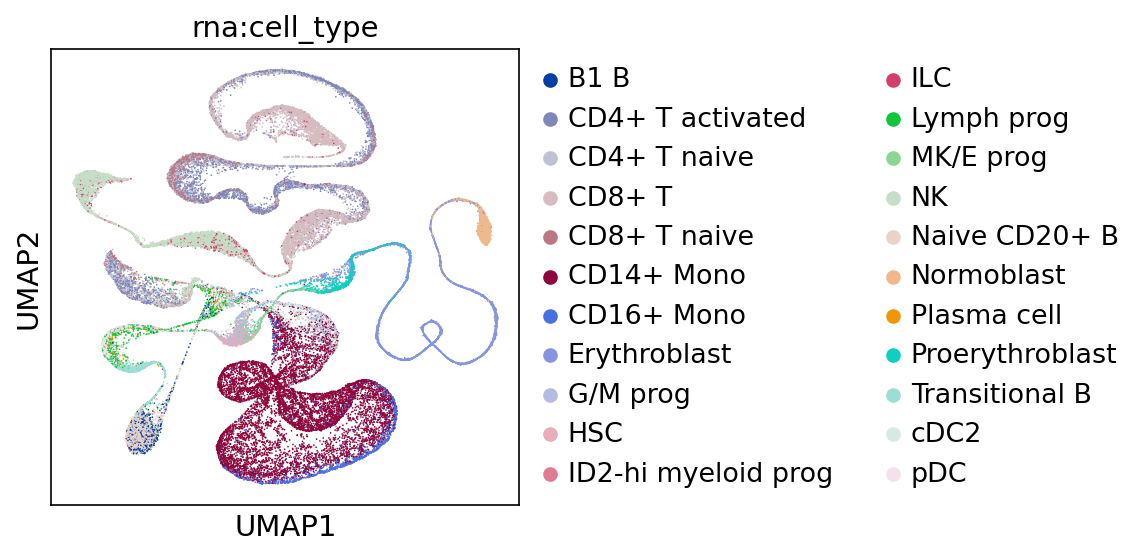 rna:cell_type
UMAP2
UMAP1
B1 B
CD4+ T activated
CD4+ T naive
CD8+ T
CD8+ T naive
CD14+ Mono
CD16+ Mono
Erythroblast
G/M prog
HSC
ID2-hi myeloid prog
ILC
Lymph prog
MK/E prog
NK
Naive CD20+ B
Normoblast
Plasma cell
Proerythroblast
Transitional B
cDC2
pDC